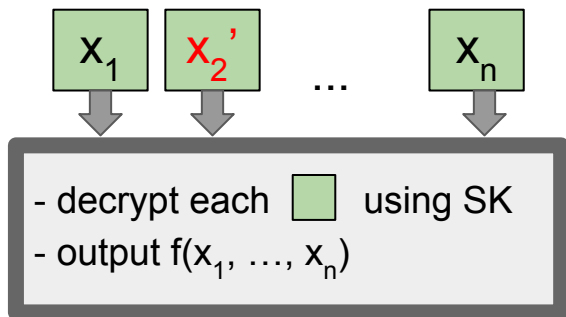 x₁ x₂’ ... xₙ
- decrypt each using SK
- output f(x₁, ..., xₙ)